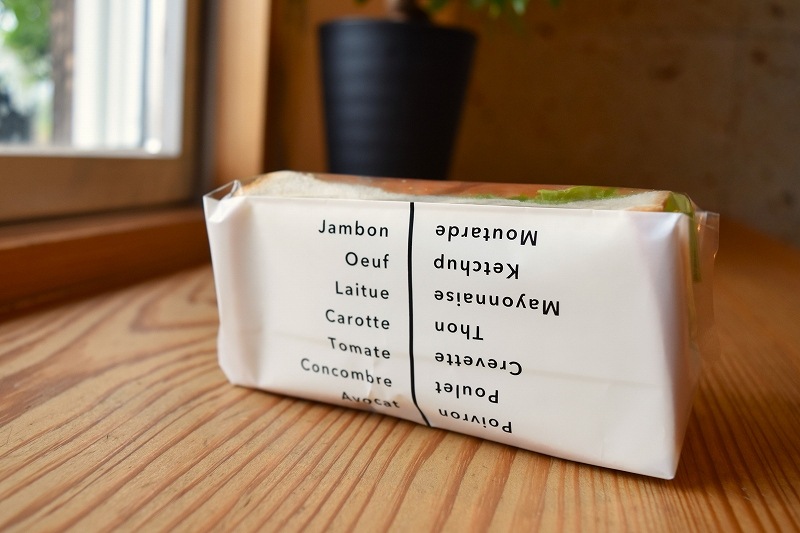 Jambon
Oeuf
Laitue
Carotte
Tomate
Concombre
Avocat
Poivron
Poulet
Crevette
Thon
Mayonnaise
Ketchup
Moutarde